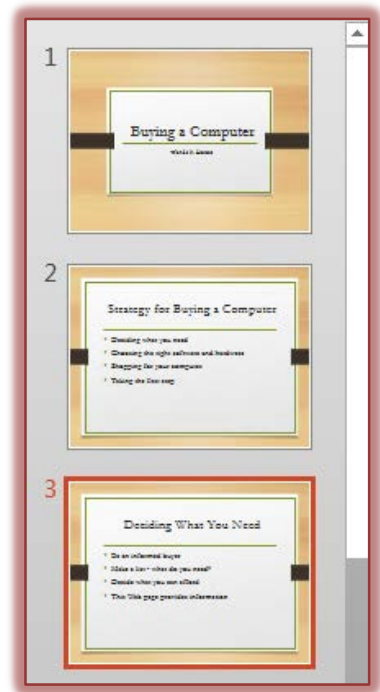 1
Buying a Computer
2
Strategy for Buying a Computer
Deciding what you need
Choosing the right software and hardware
Shopping for your computer
Taking the first step
3
Deciding What You Need
Be an informed buyer
Make a list - what do you need?
Decide what you can afford
This Web page provides information